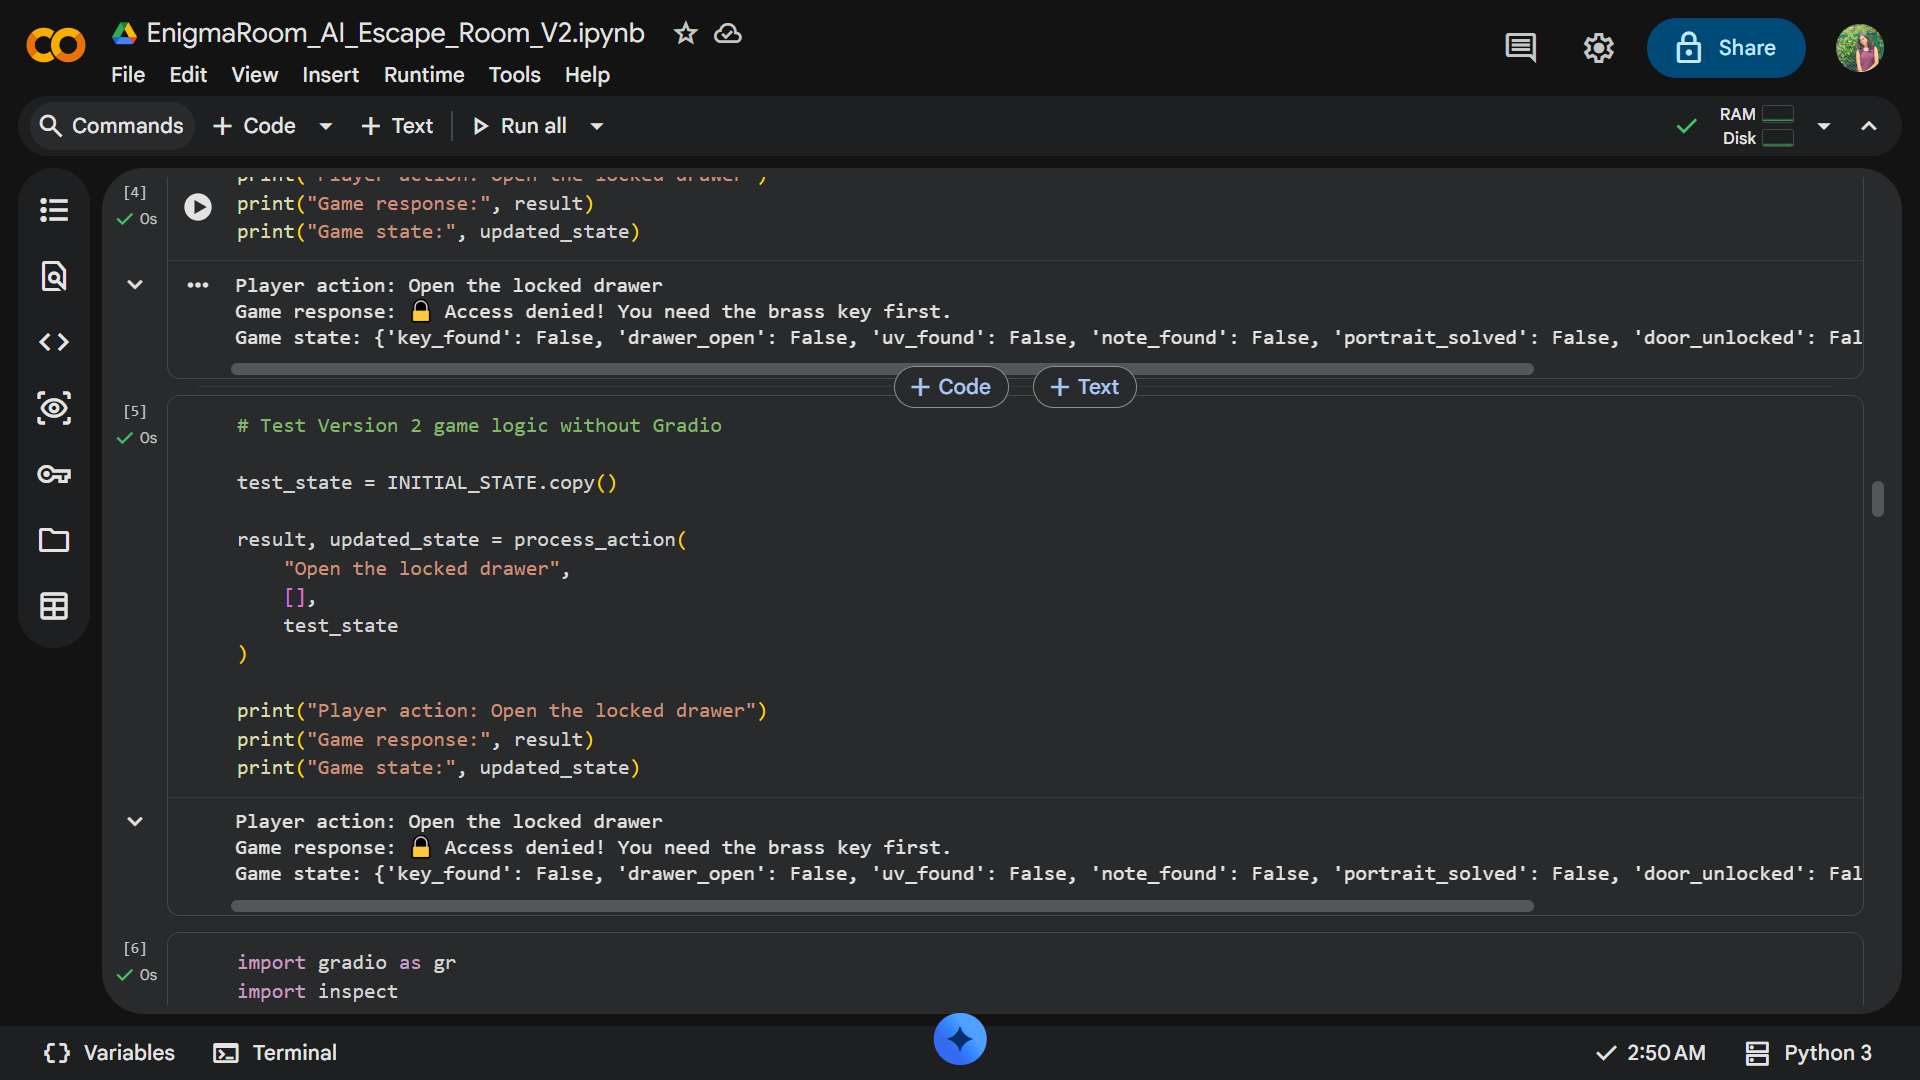 EnigmaRoom_AI_Escape_Room_V2.ipynb
File Edit View Insert Runtime Tools Help
Share
Commands + Code + Text Run all
RAM
Disk
[4]
0s
print("Player action: Open the locked drawer")
print("Game response:", result)
print("Game state:", updated_state)
Player action: Open the locked drawer
Game response: 🔒 Access denied! You need the brass key first.
Game state: {'key_found': False, 'drawer_open': False, 'uv_found': False, 'note_found': False, 'portrait_solved': False, 'door_unlocked': Fal
+ Code + Text
[5]
0s
# Test Version 2 game logic without Gradio
test_state = INITIAL_STATE.copy()
result, updated_state = process_action(
"Open the locked drawer",
[],
test_state
)
print("Player action: Open the locked drawer")
print("Game response:", result)
print("Game state:", updated_state)
Player action: Open the locked drawer
Game response: 🔒 Access denied! You need the brass key first.
Game state: {'key_found': False, 'drawer_open': False, 'uv_found': False, 'note_found': False, 'portrait_solved': False, 'door_unlocked': Fal
[6]
0s
import gradio as gr
import inspect
{} Variables Terminal
2:50 AM Python 3